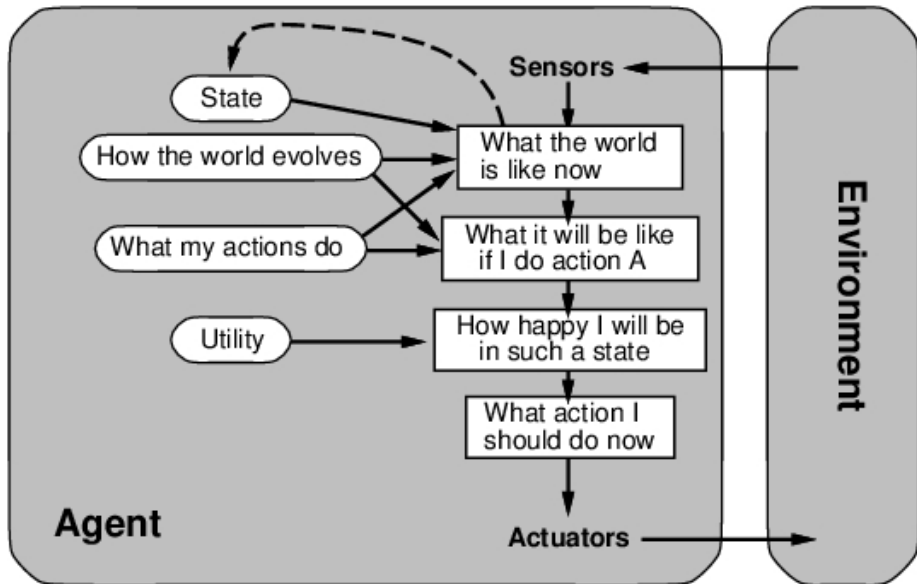 Sensors
State
What the world
is like now
How the world evolves
What my actions do
What it will be like
if I do action A
Utility
How happy I will be
in such a state
What action I
should do now
Agent
Actuators
Environment